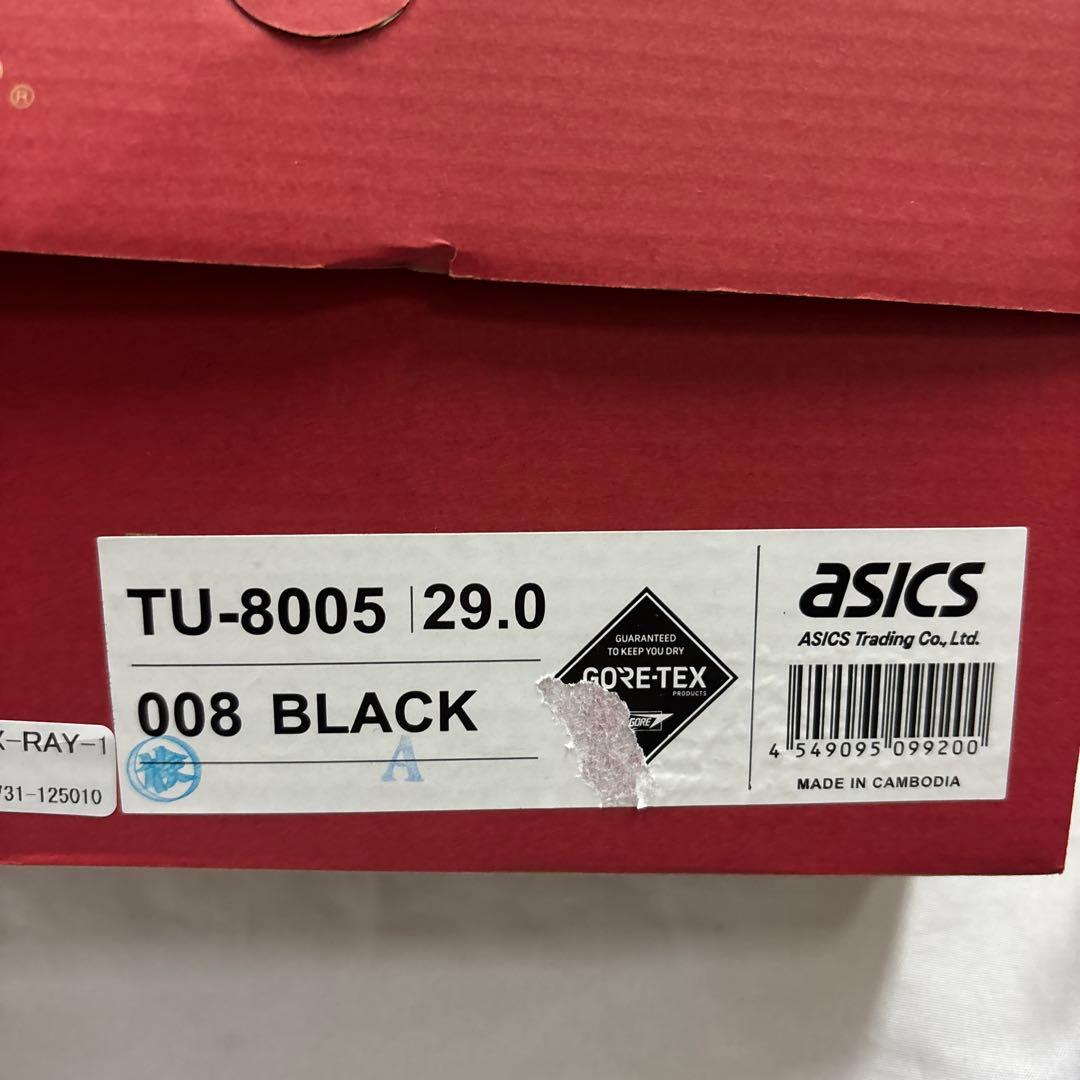 ®
TU-8005 29.0
008 BLACK
A
GUARANTEED
TO KEEP YOU DRY
GORE-TEX
PRODUCTS
GORE
asics
ASICS Trading Co., Ltd.
4 549095 099200
MADE IN CAMBODIA
X-RAY-1
731-125010